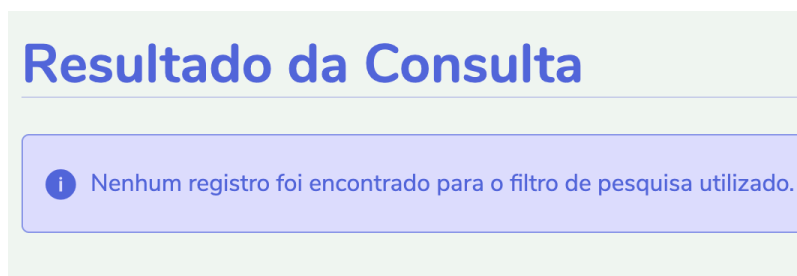 Resultado da Consulta
Nenhum registro foi encontrado para o filtro de pesquisa utilizado.